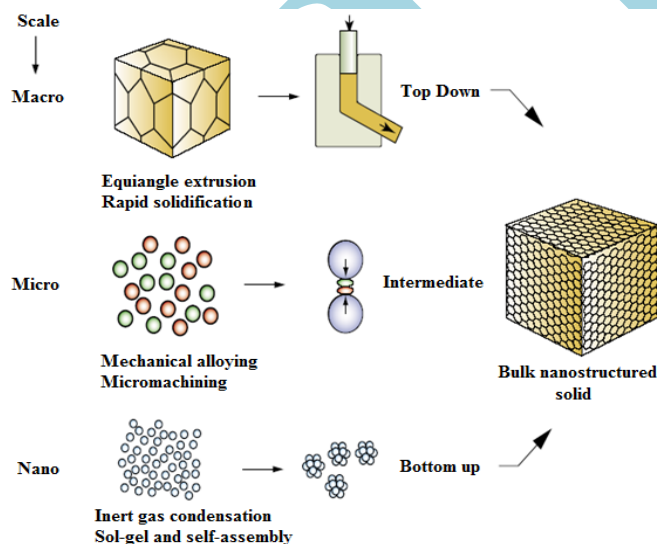 Scale
Macro
Top Down
Equiangle extrusion
Rapid solidification
Micro
Intermediate
Mechanical alloying
Micromachining
Bulk nanostructured
solid
Nano
Bottom up
Inert gas condensation
Sol-gel and self-assembly